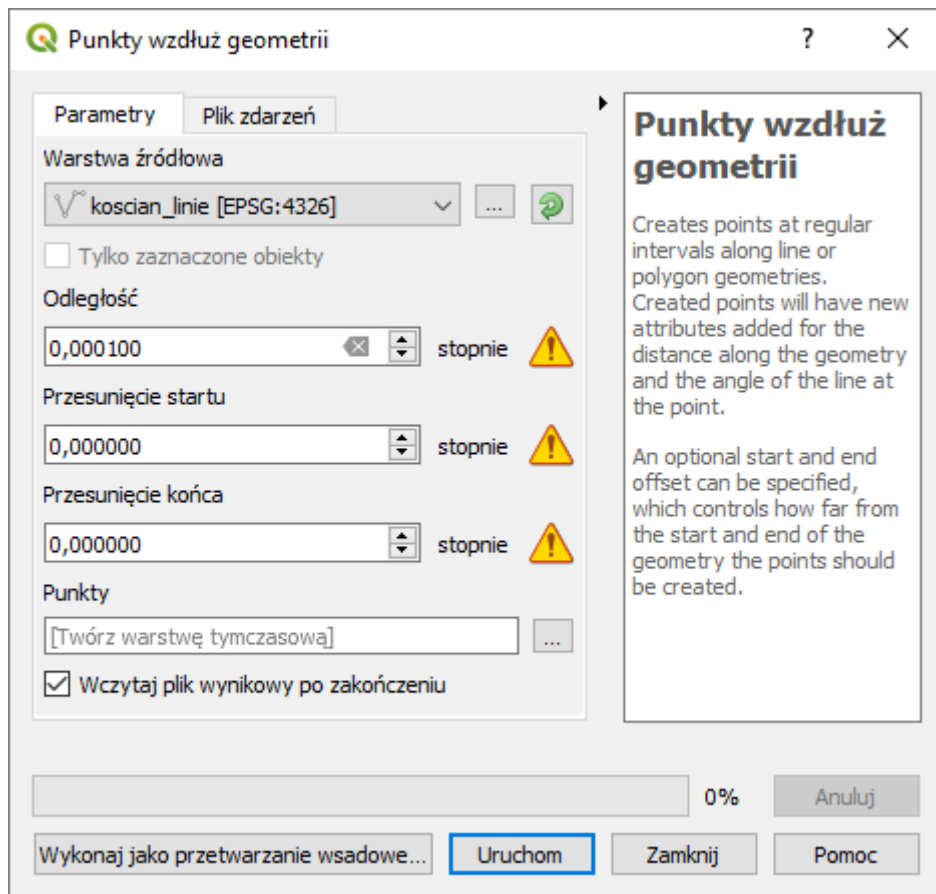 Punkty wzdłuż geometrii
?
Parametry
Plik zdarzeń
Warstwa źródłowa
koscian_linie [EPSG:4326]
...
Tylko zaznaczone obiekty
Odległość
0,000100
stopnie
Przesunięcie startu
0,000000
stopnie
Przesunięcie końca
0,000000
stopnie
Punkty
[Twórz warstwę tymczasową]
...
Wczytaj plik wynikowy po zakończeniu
Punkty wzdłuż
geometrii
Creates points at regular
intervals along line or
polygon geometries.
Created points will have new
attributes added for the
distance along the geometry
and the angle of the line at
the point.
An optional start and end
offset can be specified,
which controls how far from
the start and end of the
geometry the points should
be created.
0%
Anuluj
Wykonaj jako przetwarzanie wsadowe...
Uruchom
Zamknij
Pomoc